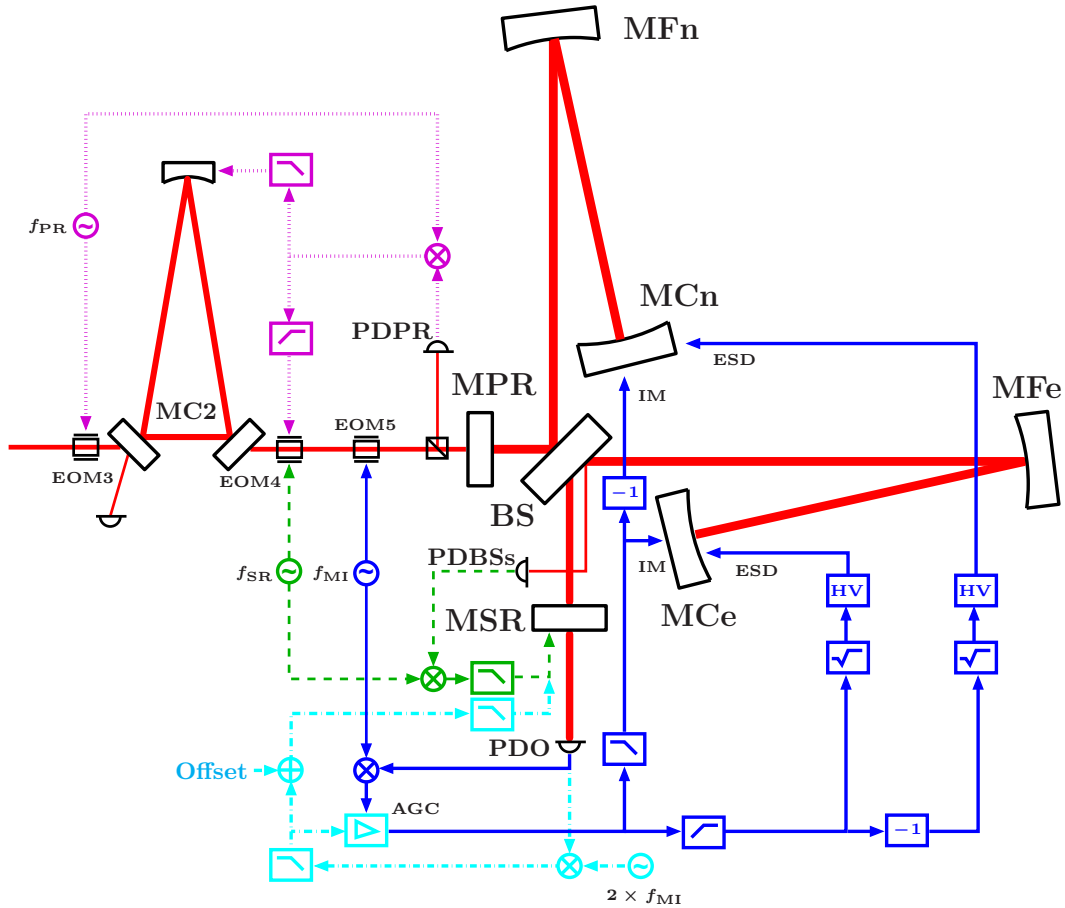 MFn
f_PR
MCn
PDPR
ESD
MPR
MFe
IM
MC2
EOM5
EOM3
EOM4
−1
BS
PDBSs
f_SR
f_MI
IM
ESD
HV
HV
MSR
MCe
√
√
PDO
Offset
AGC
−1
2 × f_MI